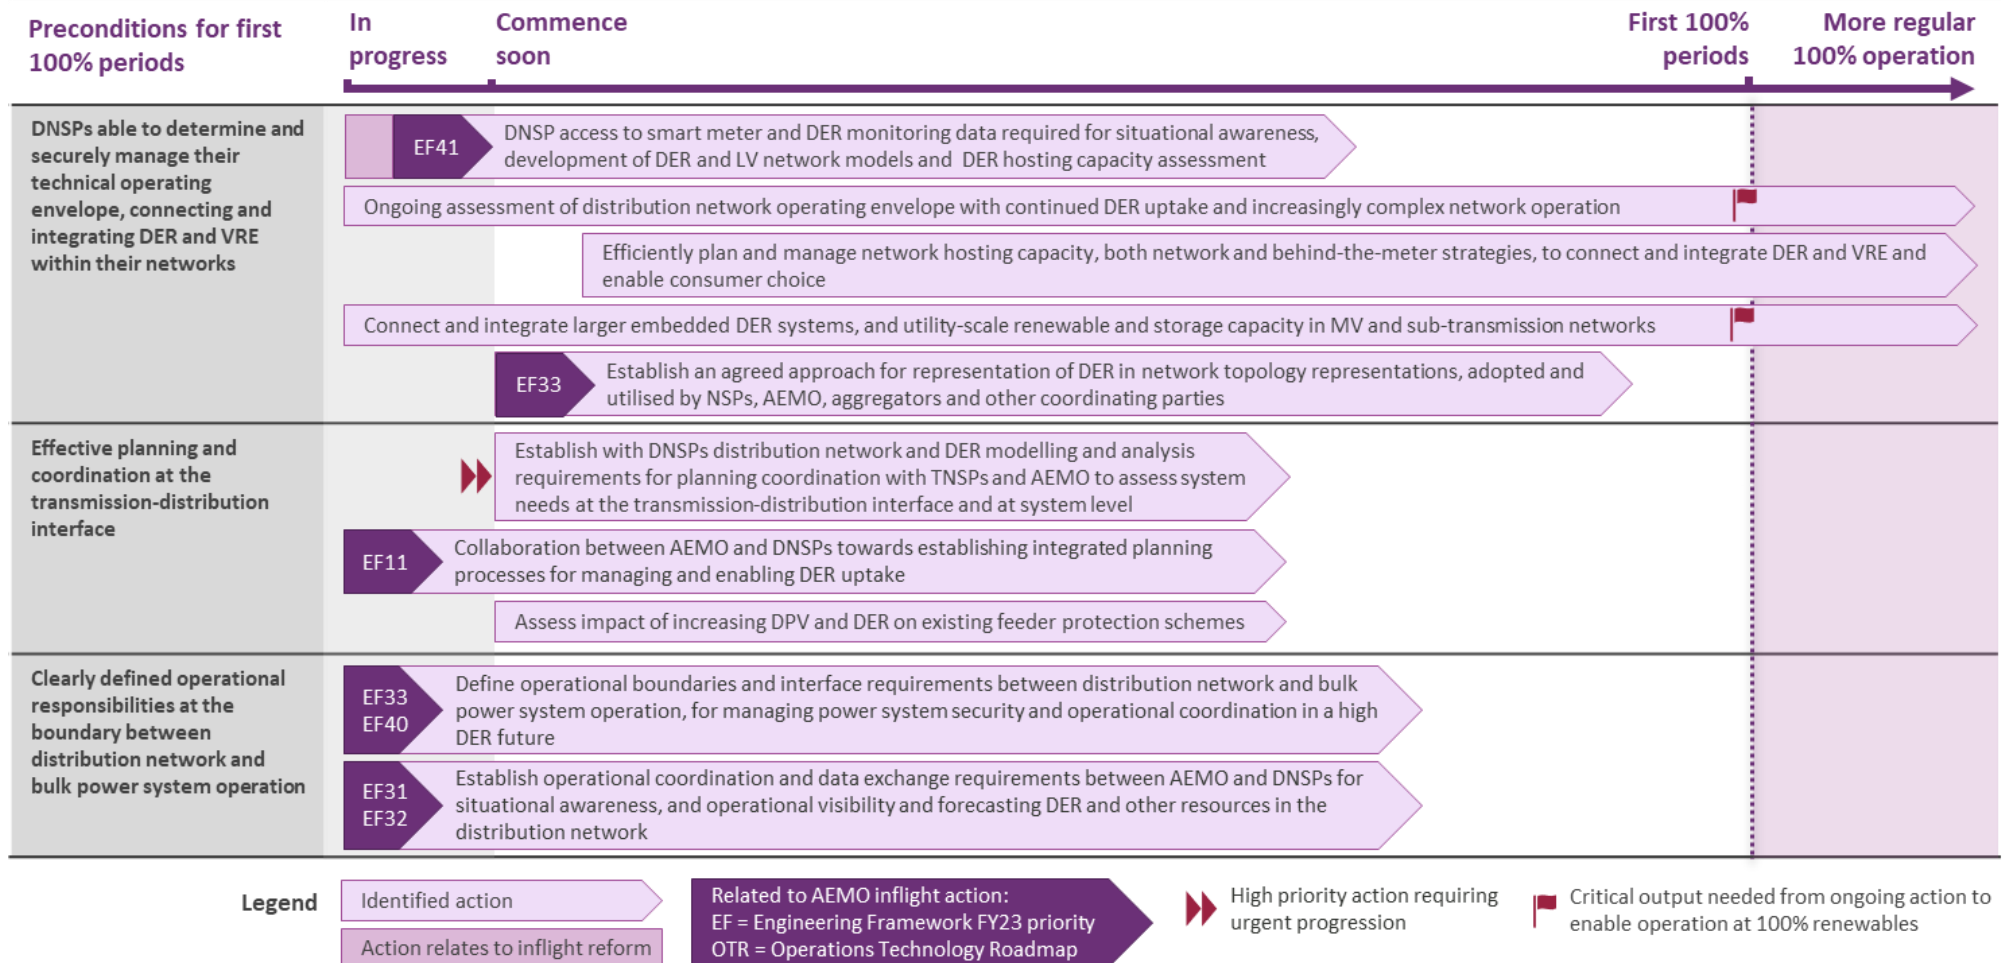 Preconditions for first
100% periods
In
progress
Commence
soon
First 100%
periods
More regular
100% operation
DNSPs able to determine and
securely manage their
technical operating
envelope, connecting and
integrating DER and VRE
within their networks
EF41
DNSP access to smart meter and DER monitoring data required for situational awareness,
development of DER and LV network models and DER hosting capacity assessment
Ongoing assessment of distribution network operating envelope with continued DER uptake and increasingly complex network operation
Efficiently plan and manage network hosting capacity, both network and behind-the-meter strategies, to connect and integrate DER and VRE and
enable consumer choice
Connect and integrate larger embedded DER systems, and utility-scale renewable and storage capacity in MV and sub-transmission networks
EF33
Establish an agreed approach for representation of DER in network topology representations, adopted and
utilised by NSPs, AEMO, aggregators and other coordinating parties
Effective planning and
coordination at the
transmission-distribution
interface
Establish with DNSPs distribution network and DER modelling and analysis
requirements for planning coordination with TNSPs and AEMO to assess system
needs at the transmission-distribution interface and at system level
EF11
Collaboration between AEMO and DNSPs towards establishing integrated planning
processes for managing and enabling DER uptake
Assess impact of increasing DPV and DER on existing feeder protection schemes
Clearly defined operational
responsibilities at the
boundary between
distribution network and
bulk power system operation
EF33
EF40
Define operational boundaries and interface requirements between distribution network and bulk
power system operation, for managing power system security and operational coordination in a high
DER future
EF31
EF32
Establish operational coordination and data exchange requirements between AEMO and DNSPs for
situational awareness, and operational visibility and forecasting DER and other resources in the
distribution network
Legend
Identified action
Action relates to inflight reform
Related to AEMO inflight action:
EF = Engineering Framework FY23 priority
OTR = Operations Technology Roadmap
High priority action requiring
urgent progression
Critical output needed from ongoing action to
enable operation at 100% renewables